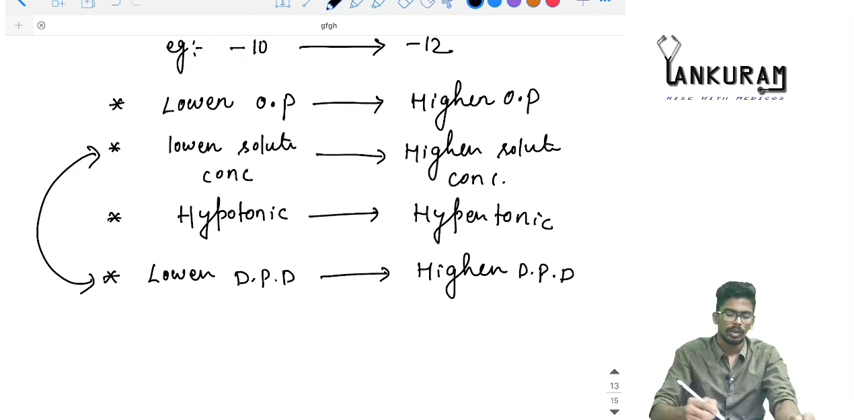 gfgh
eg:- -10 → -12
* Lower O.P → Higher O.P
* lower solute conc → Higher solute conc.
* Hypotonic → Hypertonic
* Lower D.P.D → Higher D.P.D
YANKURAM
RISE WITH MEDICOS
13
15